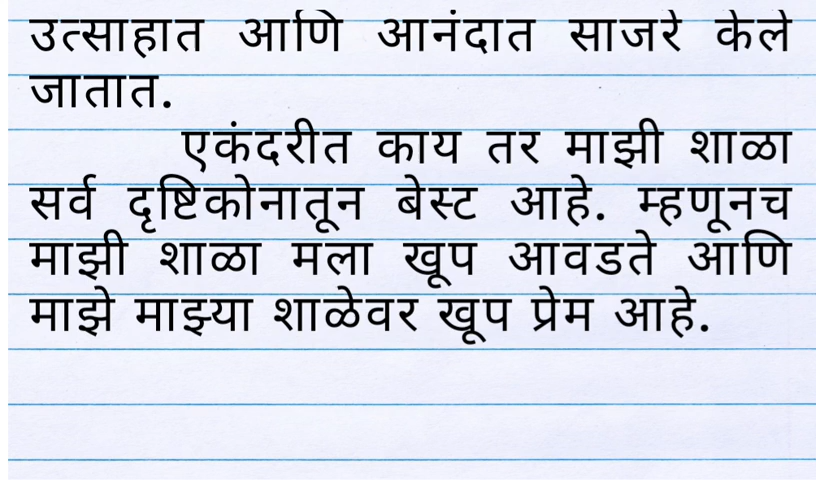 उत्साहात आणि आनंदात साजरे केले
जातात.
एकंदरीत काय तर माझी शाळा
सर्व दृष्टिकोनातून बेस्ट आहे. म्हणूनच
माझी शाळा मला खूप आवडते आणि
माझे माझ्या शाळेवर खूप प्रेम आहे.